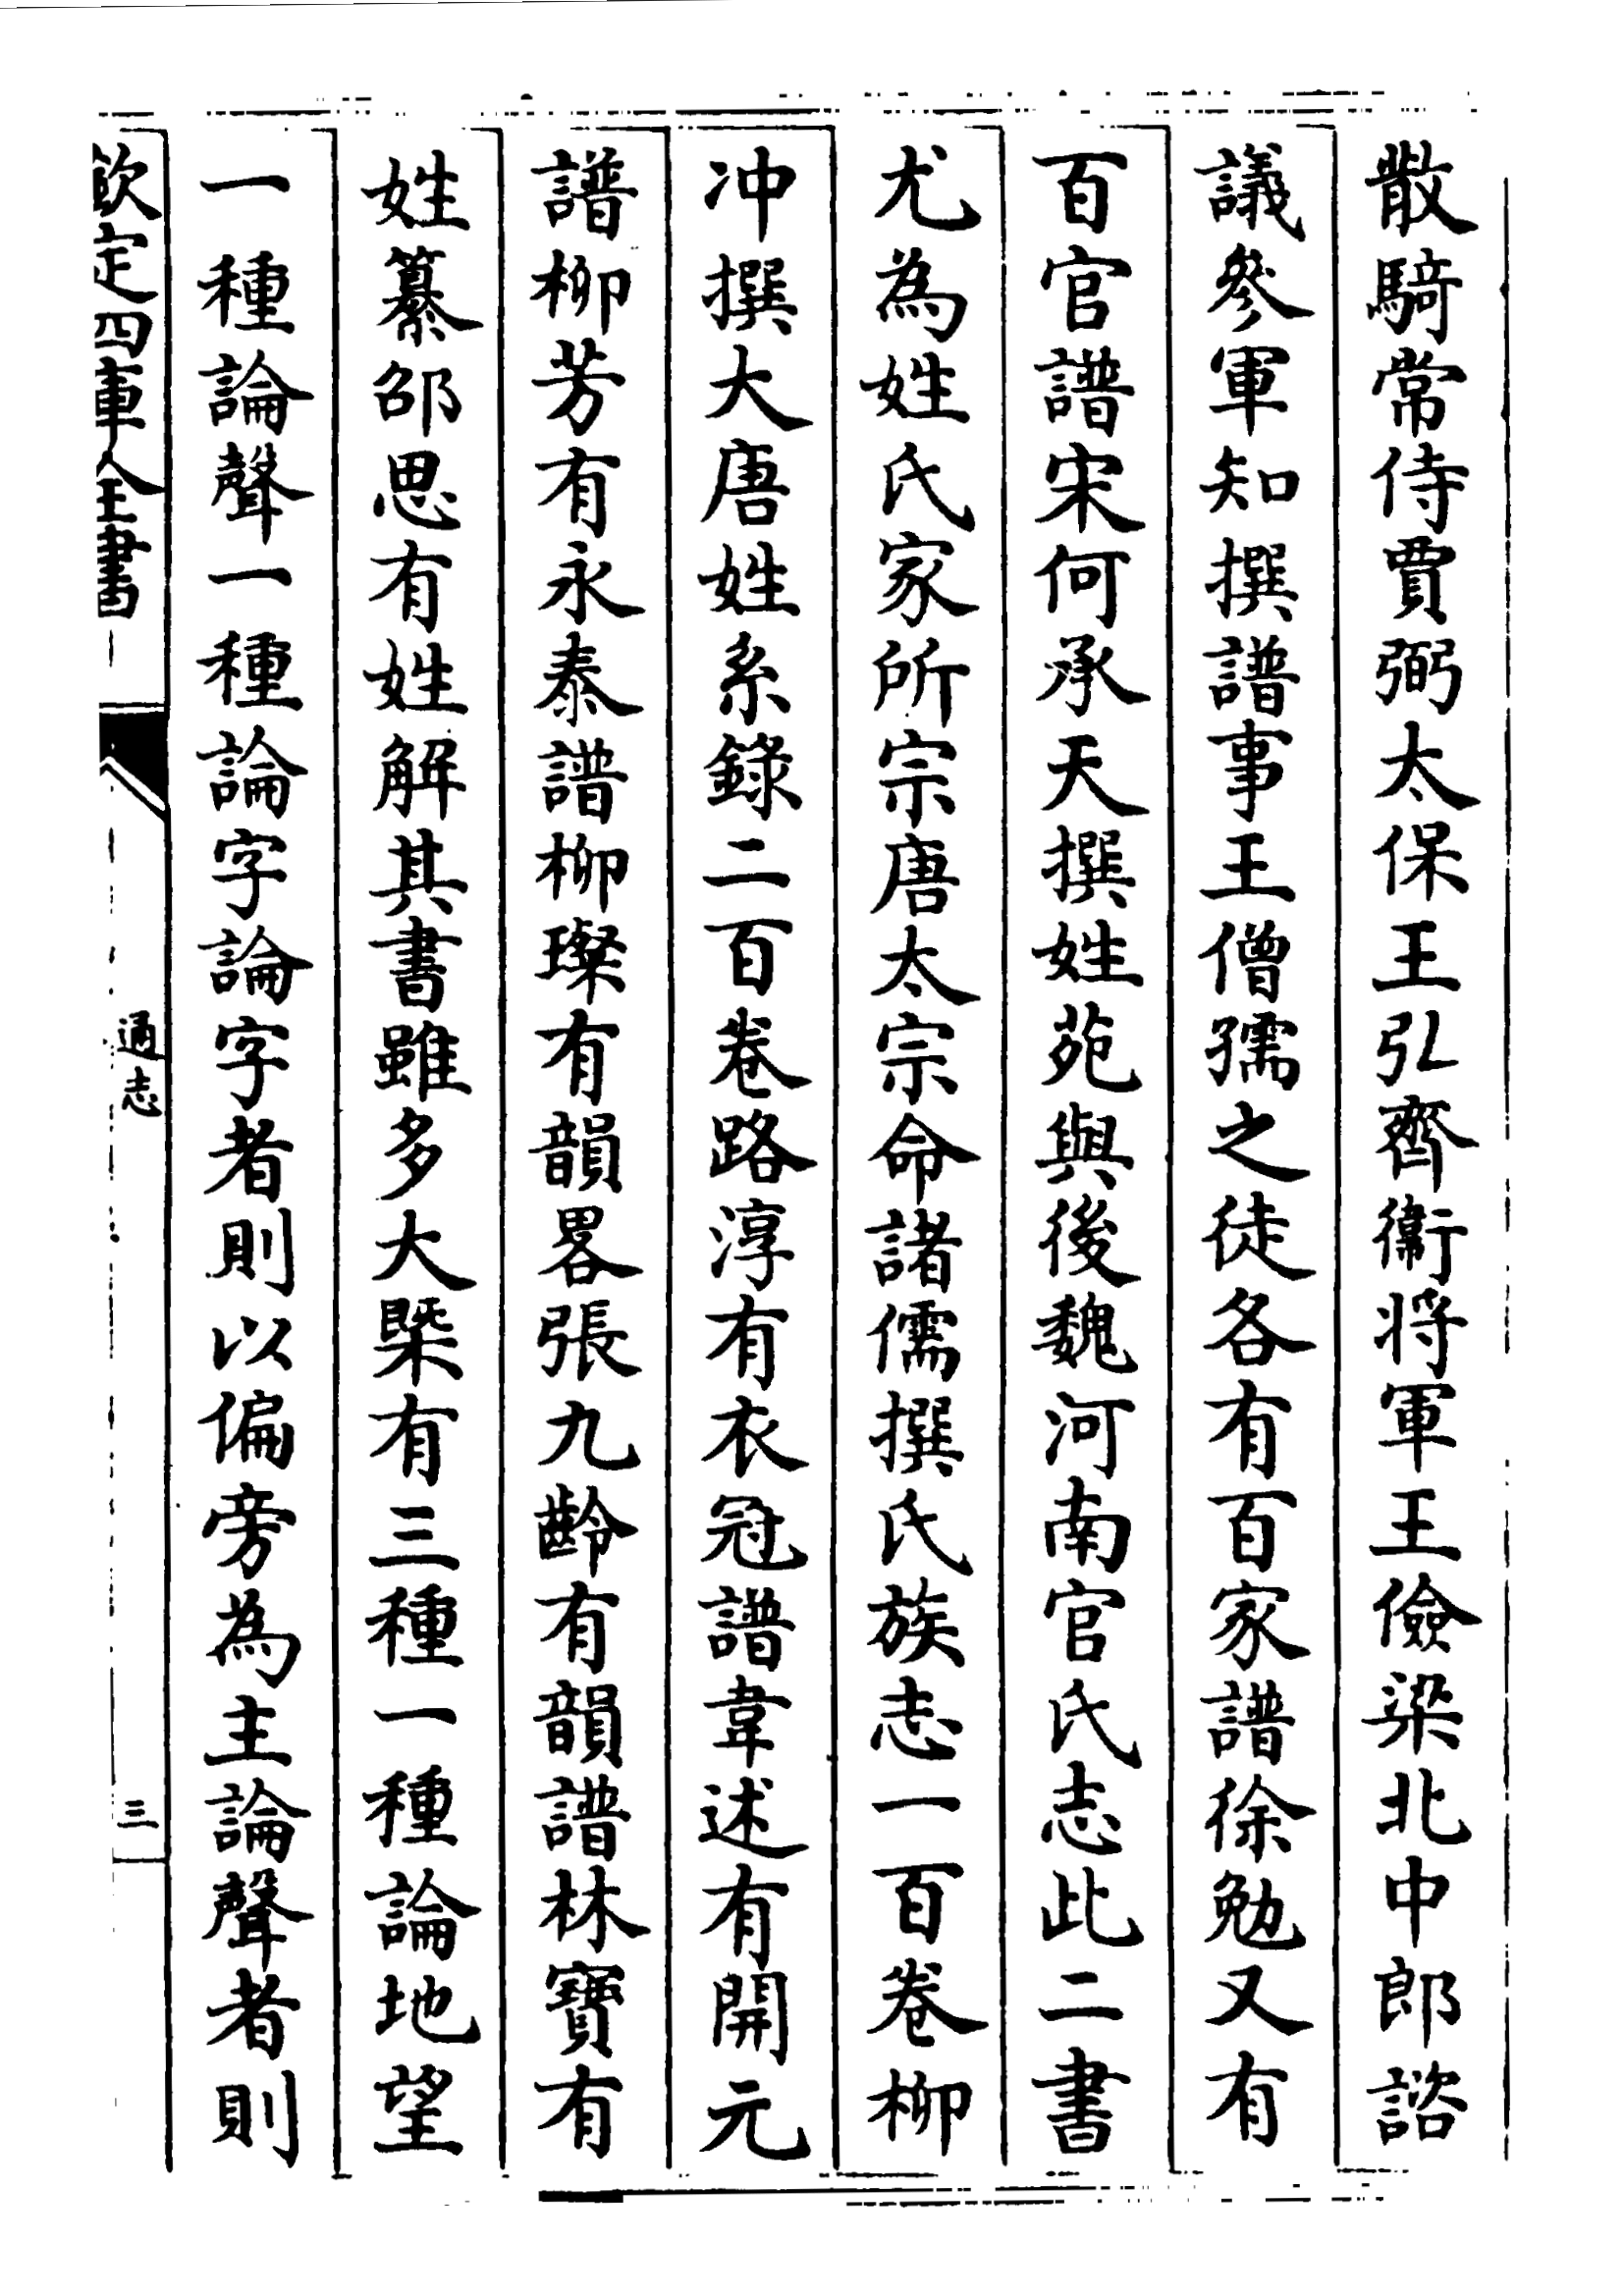 散騎常侍賈弼太保王弘齊衞将軍王儉梁北中郎諮
議參軍知撰譜事王僧孺之徒各有百家譜徐勉又有
百官譜宋何承天撰姓苑與後魏河南官氏志此二書
尤為姓氏家所宗唐太宗命諸儒撰氏族志一百卷柳
冲撰大唐姓系錄二百卷路淳有衣冠譜韋述有開元
譜柳芳有永泰譜柳璨有韻畧張九齡有韻譜林寶有
姓纂邵思有姓解其書雖多大槩有三種一種論地望
一種論聲一種論字論字者則以偏旁為主論聲者則
欽定四庫全書
通志
三